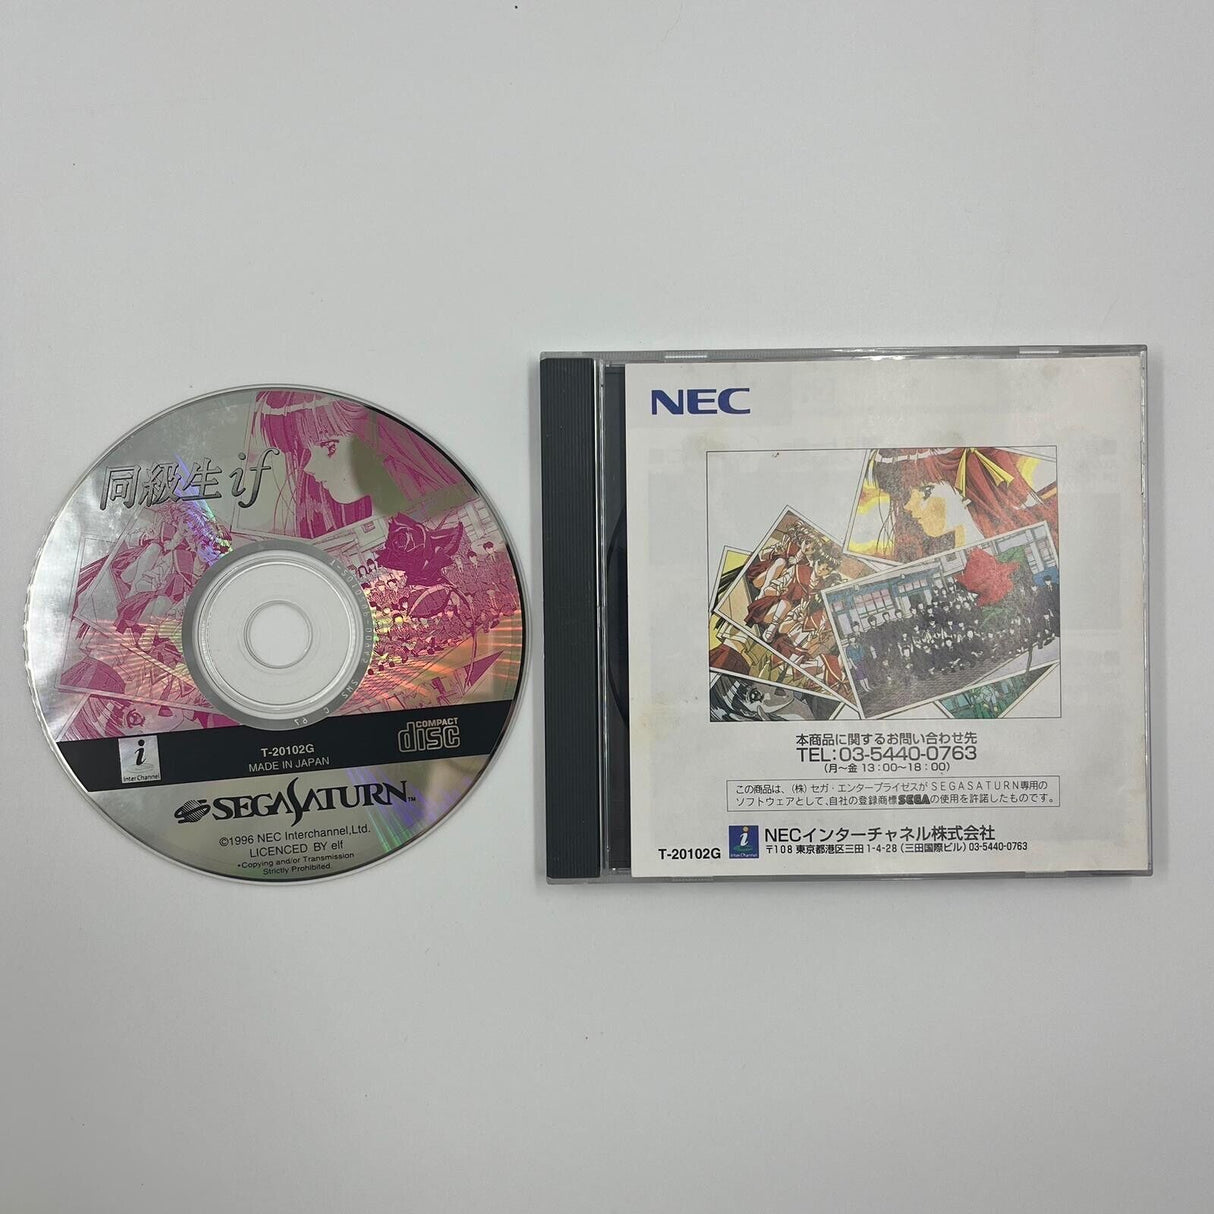 同級生if
T-20102G
MADE IN JAPAN
COMPACT
disc
i
Inter Channel
SEGA SATURN™
©1996 NEC Interchannel,Ltd.
LICENCED BY elf
•Copying and/or Transmission
Strictly Prohibited.
NEC
本商品に関するお問い合わせ先
TEL:03-5440-0763
(月〜金 13:00〜18:00)
この商品は、(株)セガ・エンタープライゼスがSEGASATURN専用の
ソフトウェアとして、自社の登録商標SEGAの使用を許諾したものです。
T-20102G
i
Inter Channel
NECインターチャネル株式会社
〒108 東京都港区三田1-4-28(三田国際ビル)03-5440-0763